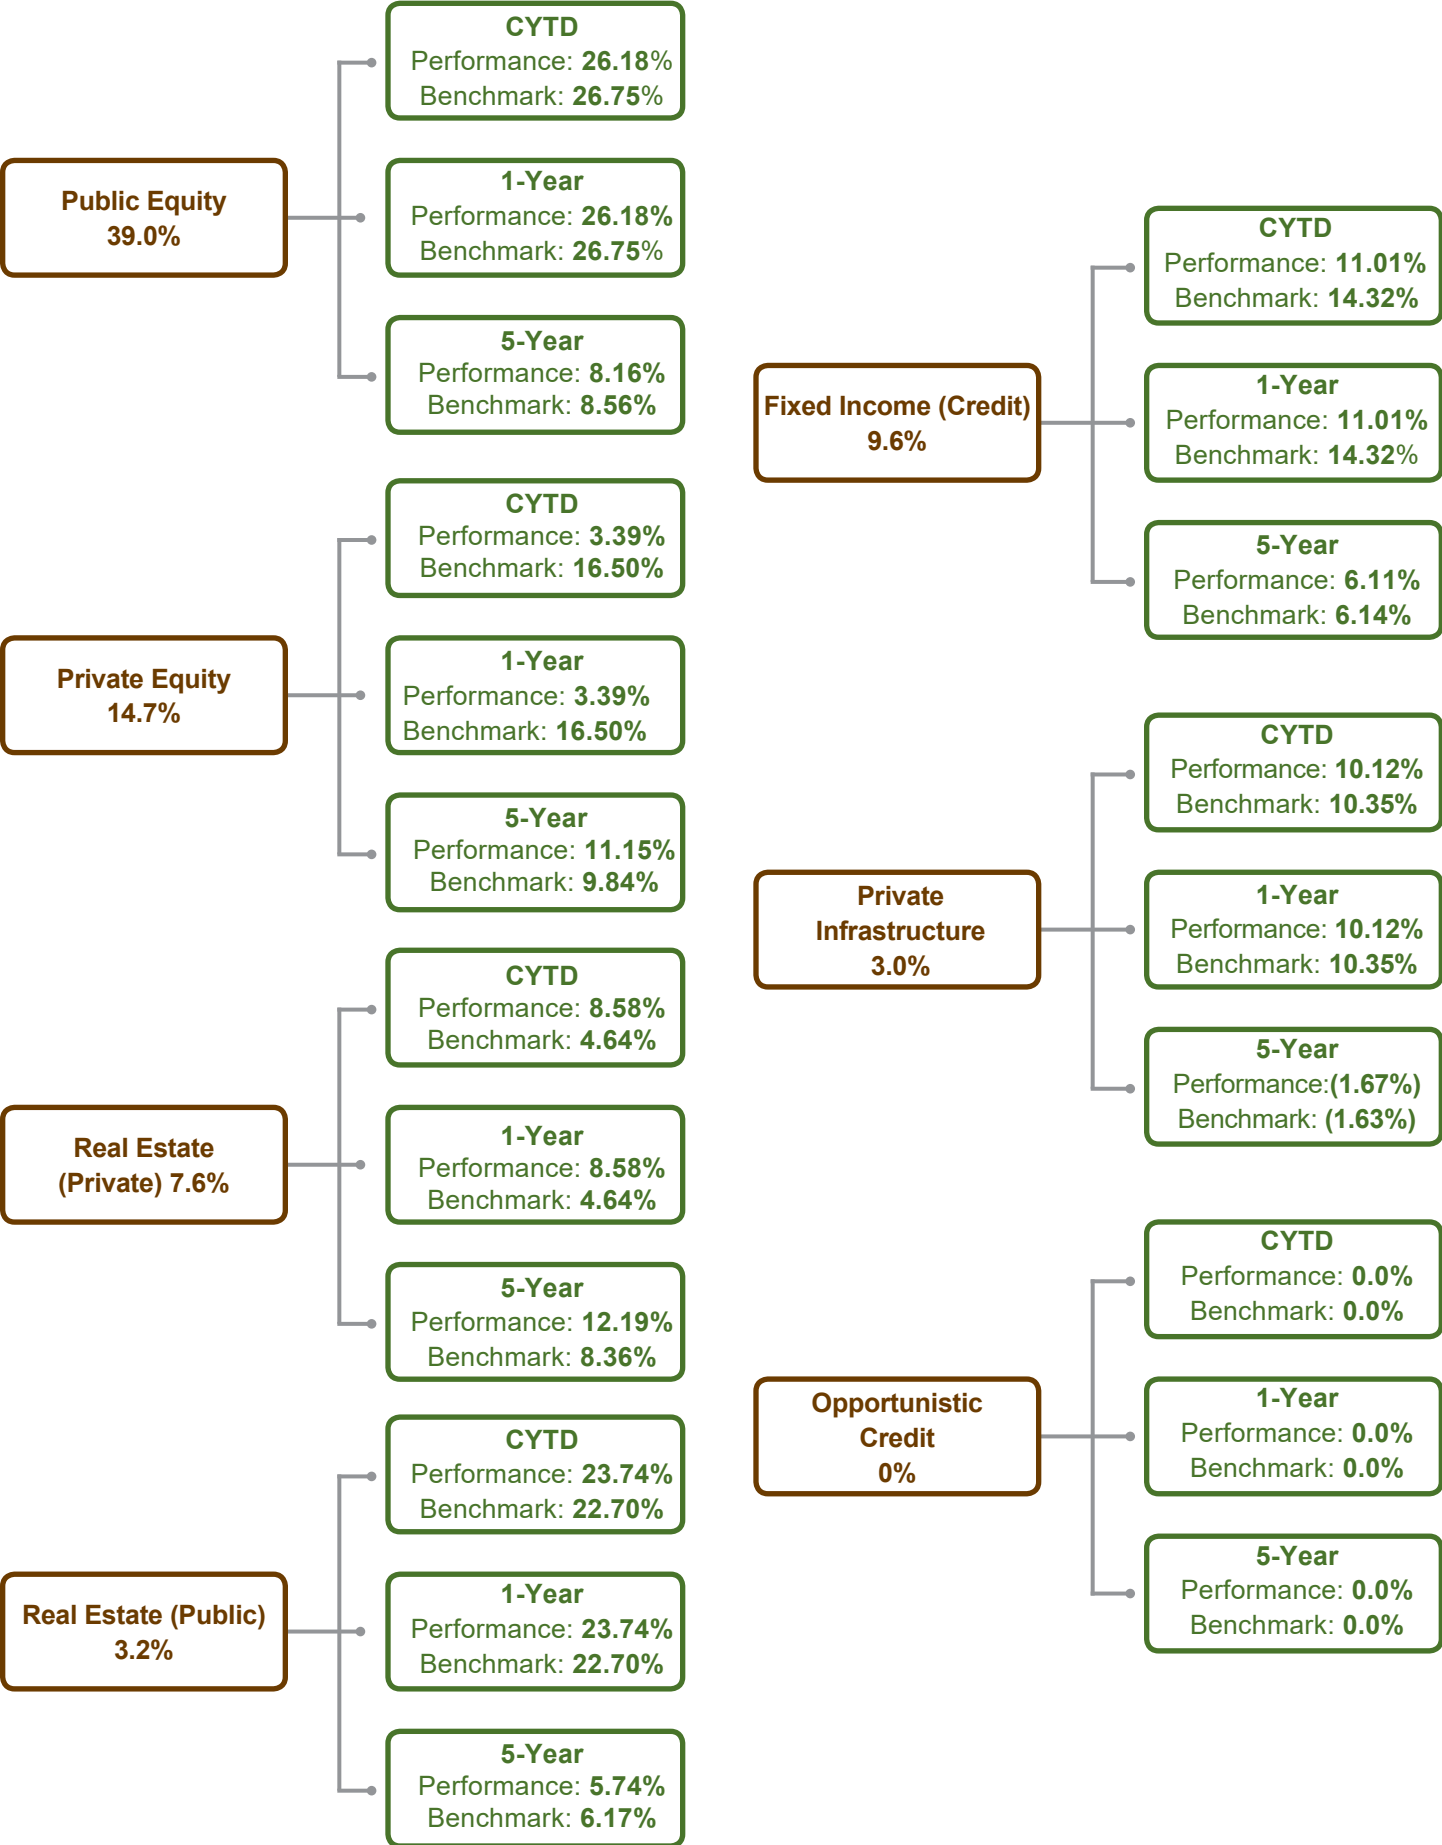 Public Equity
39.0%
CYTD
Performance: 26.18%
Benchmark: 26.75%
1-Year
Performance: 26.18%
Benchmark: 26.75%
5-Year
Performance: 8.16%
Benchmark: 8.56%
Private Equity
14.7%
CYTD
Performance: 3.39%
Benchmark: 16.50%
1-Year
Performance: 3.39%
Benchmark: 16.50%
5-Year
Performance: 11.15%
Benchmark: 9.84%
Real Estate
(Private) 7.6%
CYTD
Performance: 8.58%
Benchmark: 4.64%
1-Year
Performance: 8.58%
Benchmark: 4.64%
5-Year
Performance: 12.19%
Benchmark: 8.36%
Real Estate (Public)
3.2%
CYTD
Performance: 23.74%
Benchmark: 22.70%
1-Year
Performance: 23.74%
Benchmark: 22.70%
5-Year
Performance: 5.74%
Benchmark: 6.17%
Fixed Income (Credit)
9.6%
CYTD
Performance: 11.01%
Benchmark: 14.32%
1-Year
Performance: 11.01%
Benchmark: 14.32%
5-Year
Performance: 6.11%
Benchmark: 6.14%
Private
Infrastructure
3.0%
CYTD
Performance: 10.12%
Benchmark: 10.35%
1-Year
Performance: 10.12%
Benchmark: 10.35%
5-Year
Performance:(1.67%)
Benchmark: (1.63%)
Opportunistic
Credit
0%
CYTD
Performance: 0.0%
Benchmark: 0.0%
1-Year
Performance: 0.0%
Benchmark: 0.0%
5-Year
Performance: 0.0%
Benchmark: 0.0%